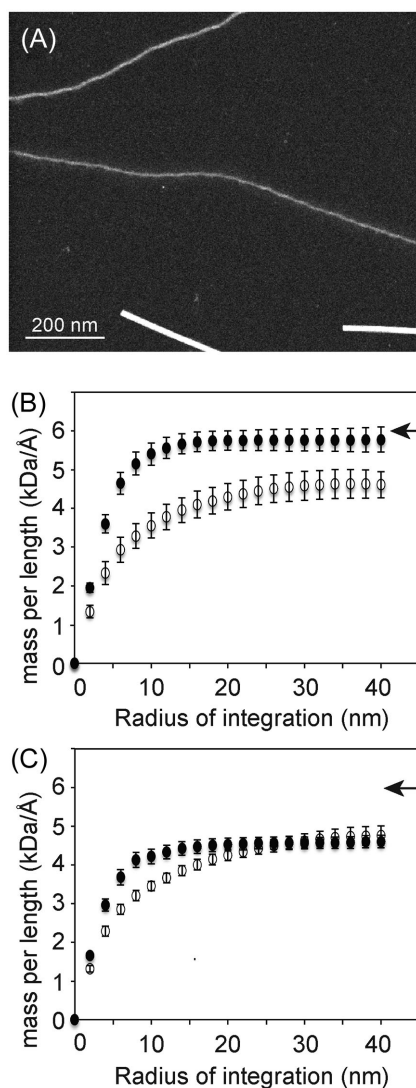 (A)
200 nm
(B)
6
5
4
3
2
1
0
mass per length (kDa/Å)
0 10 20 30 40
Radius of integration (nm)
(C)
6
5
4
3
2
1
0
mass per length (kDa/Å)
0 10 20 30 40
Radius of integration (nm)